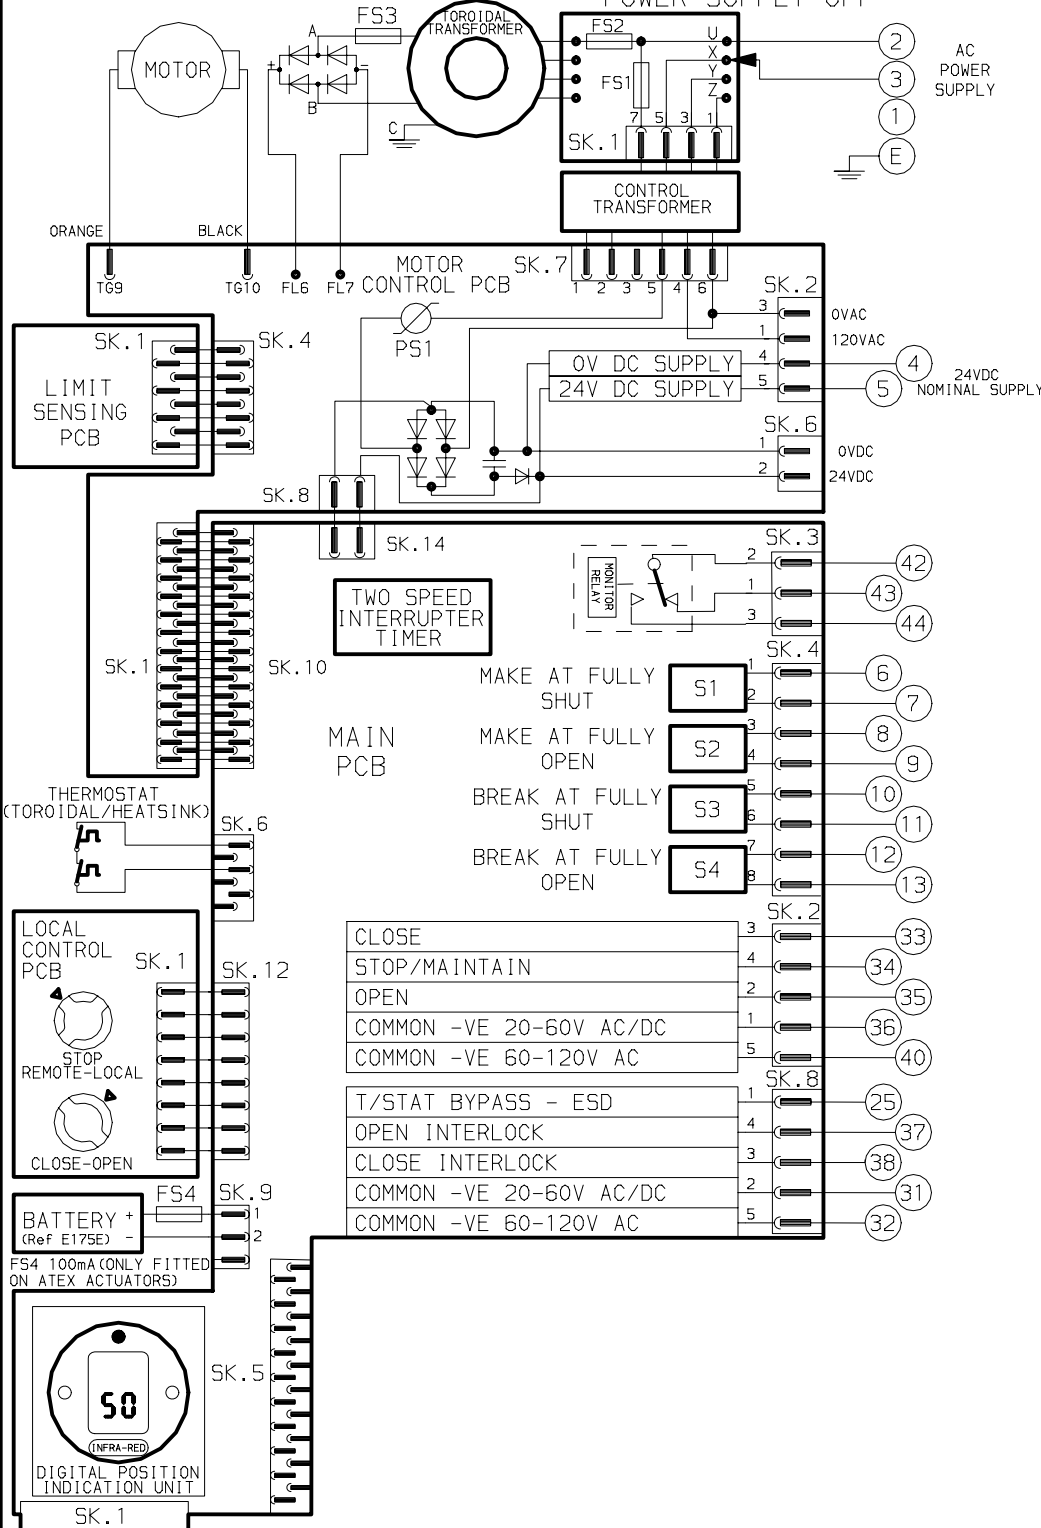 POWER SUPPLY OFF
FS3
TOROIDAL
TRANSFORMER
FS2
A
B
C
+
-
MOTOR
U
X
Y
Z
FS1
7 5 3 1
SK.1
2
3
1
E
AC
POWER
SUPPLY
CONTROL
TRANSFORMER
ORANGE
BLACK
TG9
TG10
FL6
FL7
MOTOR
CONTROL PCB
SK.7
1 2 3 5 4 6
PS1
SK.2
3
0VAC
1
120VAC
0V DC SUPPLY
4
4
24V DC SUPPLY
5
5
24VDC
NOMINAL SUPPLY
SK.6
1
0VDC
2
24VDC
SK.1
SK.4
LIMIT
SENSING
PCB
SK.8
SK.14
SK.1
SK.10
TWO SPEED
INTERRUPTER
TIMER
MONITOR
RELAY
SK.3
2
42
1
43
3
44
MAIN
PCB
SK.4
MAKE AT FULLY
SHUT
S1
1
6
2
7
MAKE AT FULLY
OPEN
S2
3
8
4
9
BREAK AT FULLY
SHUT
S3
5
10
6
11
BREAK AT FULLY
OPEN
S4
7
12
8
13
THERMOSTAT
(TOROIDAL/HEATSINK)
SK.6
LOCAL
CONTROL
PCB
SK.1
SK.12
STOP
REMOTE-LOCAL
CLOSE-OPEN
SK.2
CLOSE
3
33
STOP/MAINTAIN
4
34
OPEN
2
35
COMMON -VE 20-60V AC/DC
1
36
COMMON -VE 60-120V AC
5
40
SK.8
T/STAT BYPASS - ESD
1
25
OPEN INTERLOCK
4
37
CLOSE INTERLOCK
3
38
COMMON -VE 20-60V AC/DC
2
31
COMMON -VE 60-120V AC
5
32
BATTERY
(Ref E175E)
+
-
FS4
SK.9
1
2
FS4 100mA(ONLY FITTED
ON ATEX ACTUATORS)
50
INFRA-RED
DIGITAL POSITION
INDICATION UNIT
SK.5
SK.1